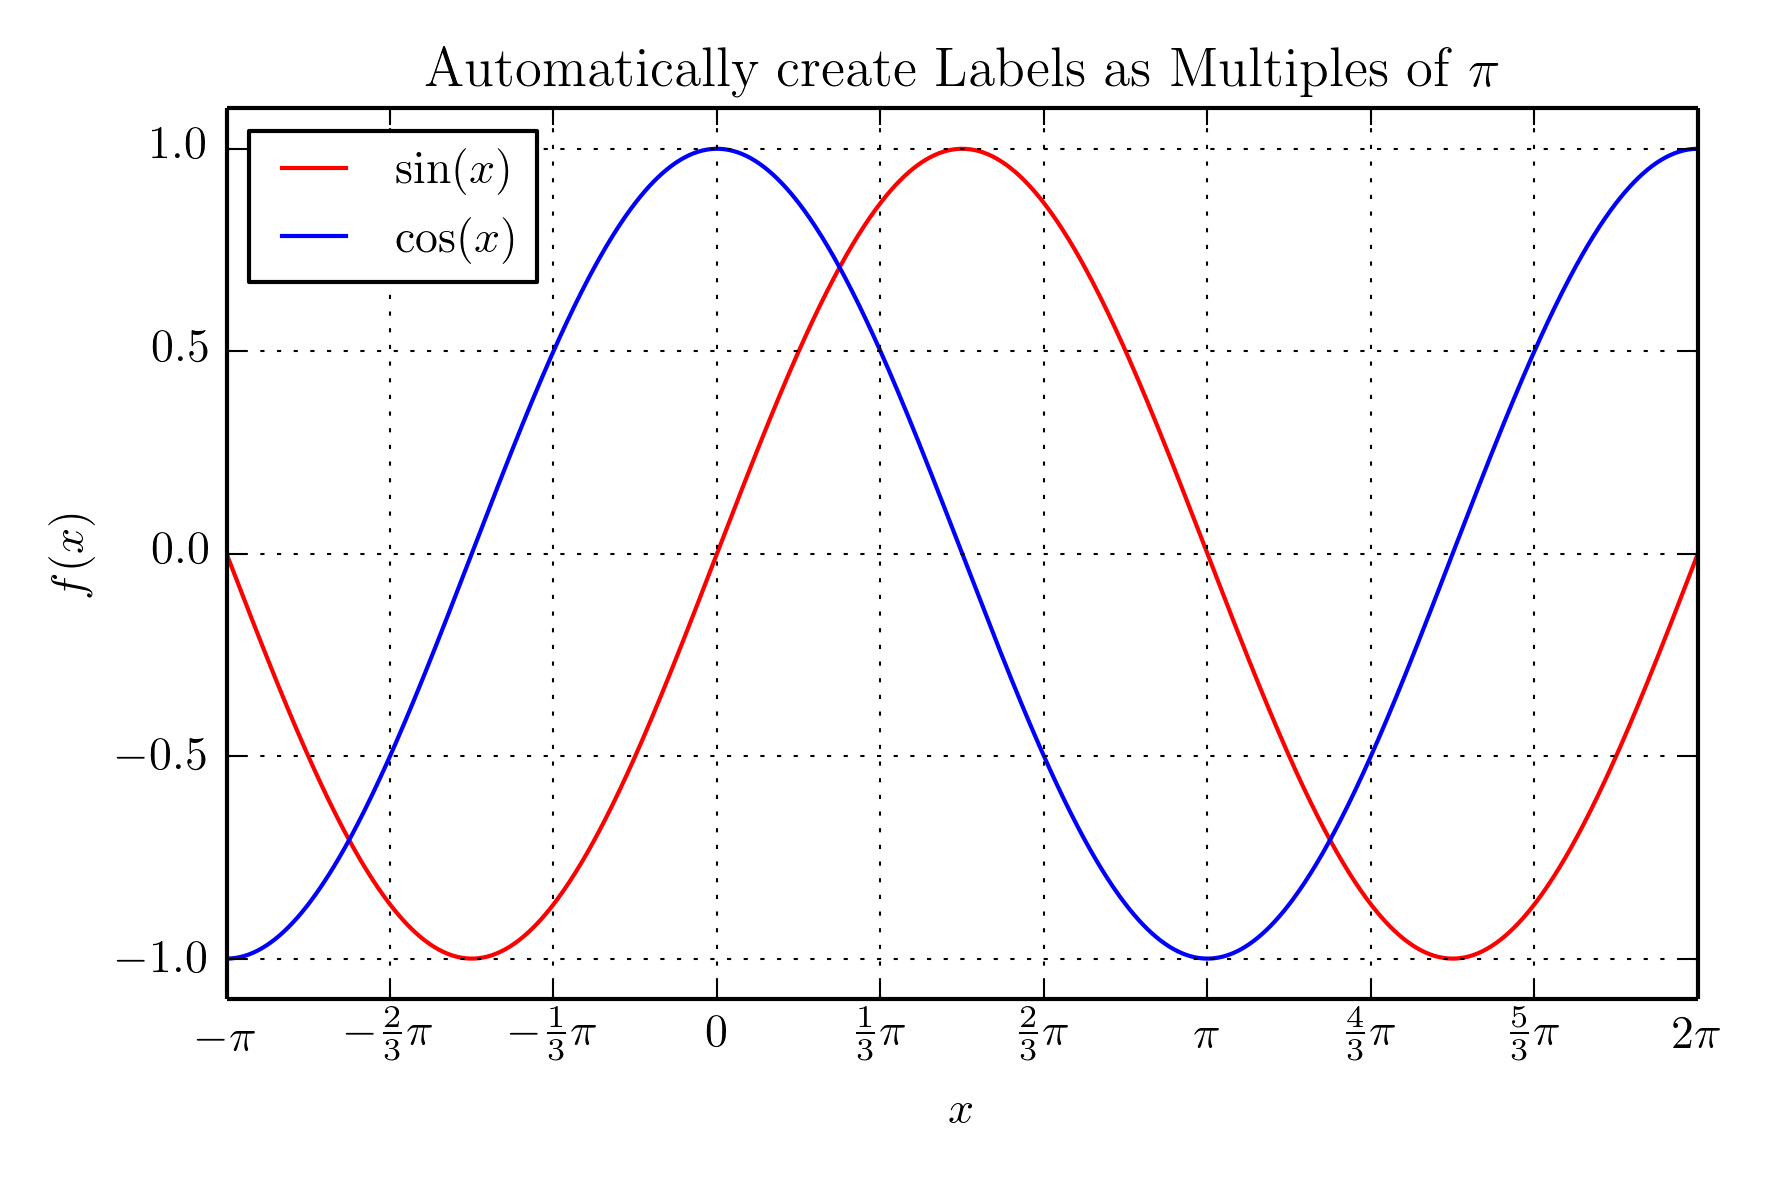 Automatically create Labels as Multiples of π
sin(x)
cos(x)
1.0
0.5
0.0
−0.5
−1.0
f(x)
−π −2/3π −1/3π 0 1/3π 2/3π π 4/3π 5/3π 2π
x